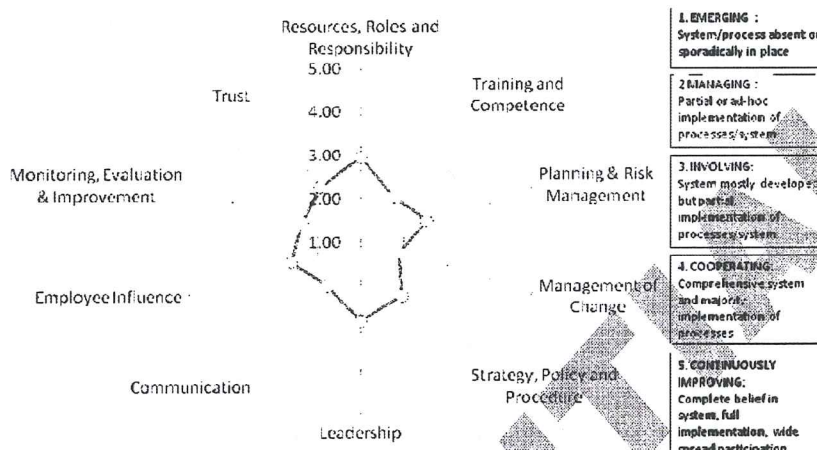 Resources, Roles and
Responsibility
5.00
4.00
3.00
2.00
1.00
Training and
Competence
Planning & Risk
Management
Management of
Change
Strategy, Policy and
Procedure
Leadership
Communication
Employee Influence
Monitoring, Evaluation
& Improvement
Trust
1. EMERGING :
System/process absent or
sporadically in place
2 MANAGING :
Partial or ad-hoc
implementation of
processes/system
3. INVOLVING:
System mostly developed
but partial
implementation of
processes/system
4. COOPERATING:
Comprehensive system
and majority
implementation of
processes
5. CONTINUOUSLY
IMPROVING:
Complete belief in
system, full
implementation, wide
spread participation